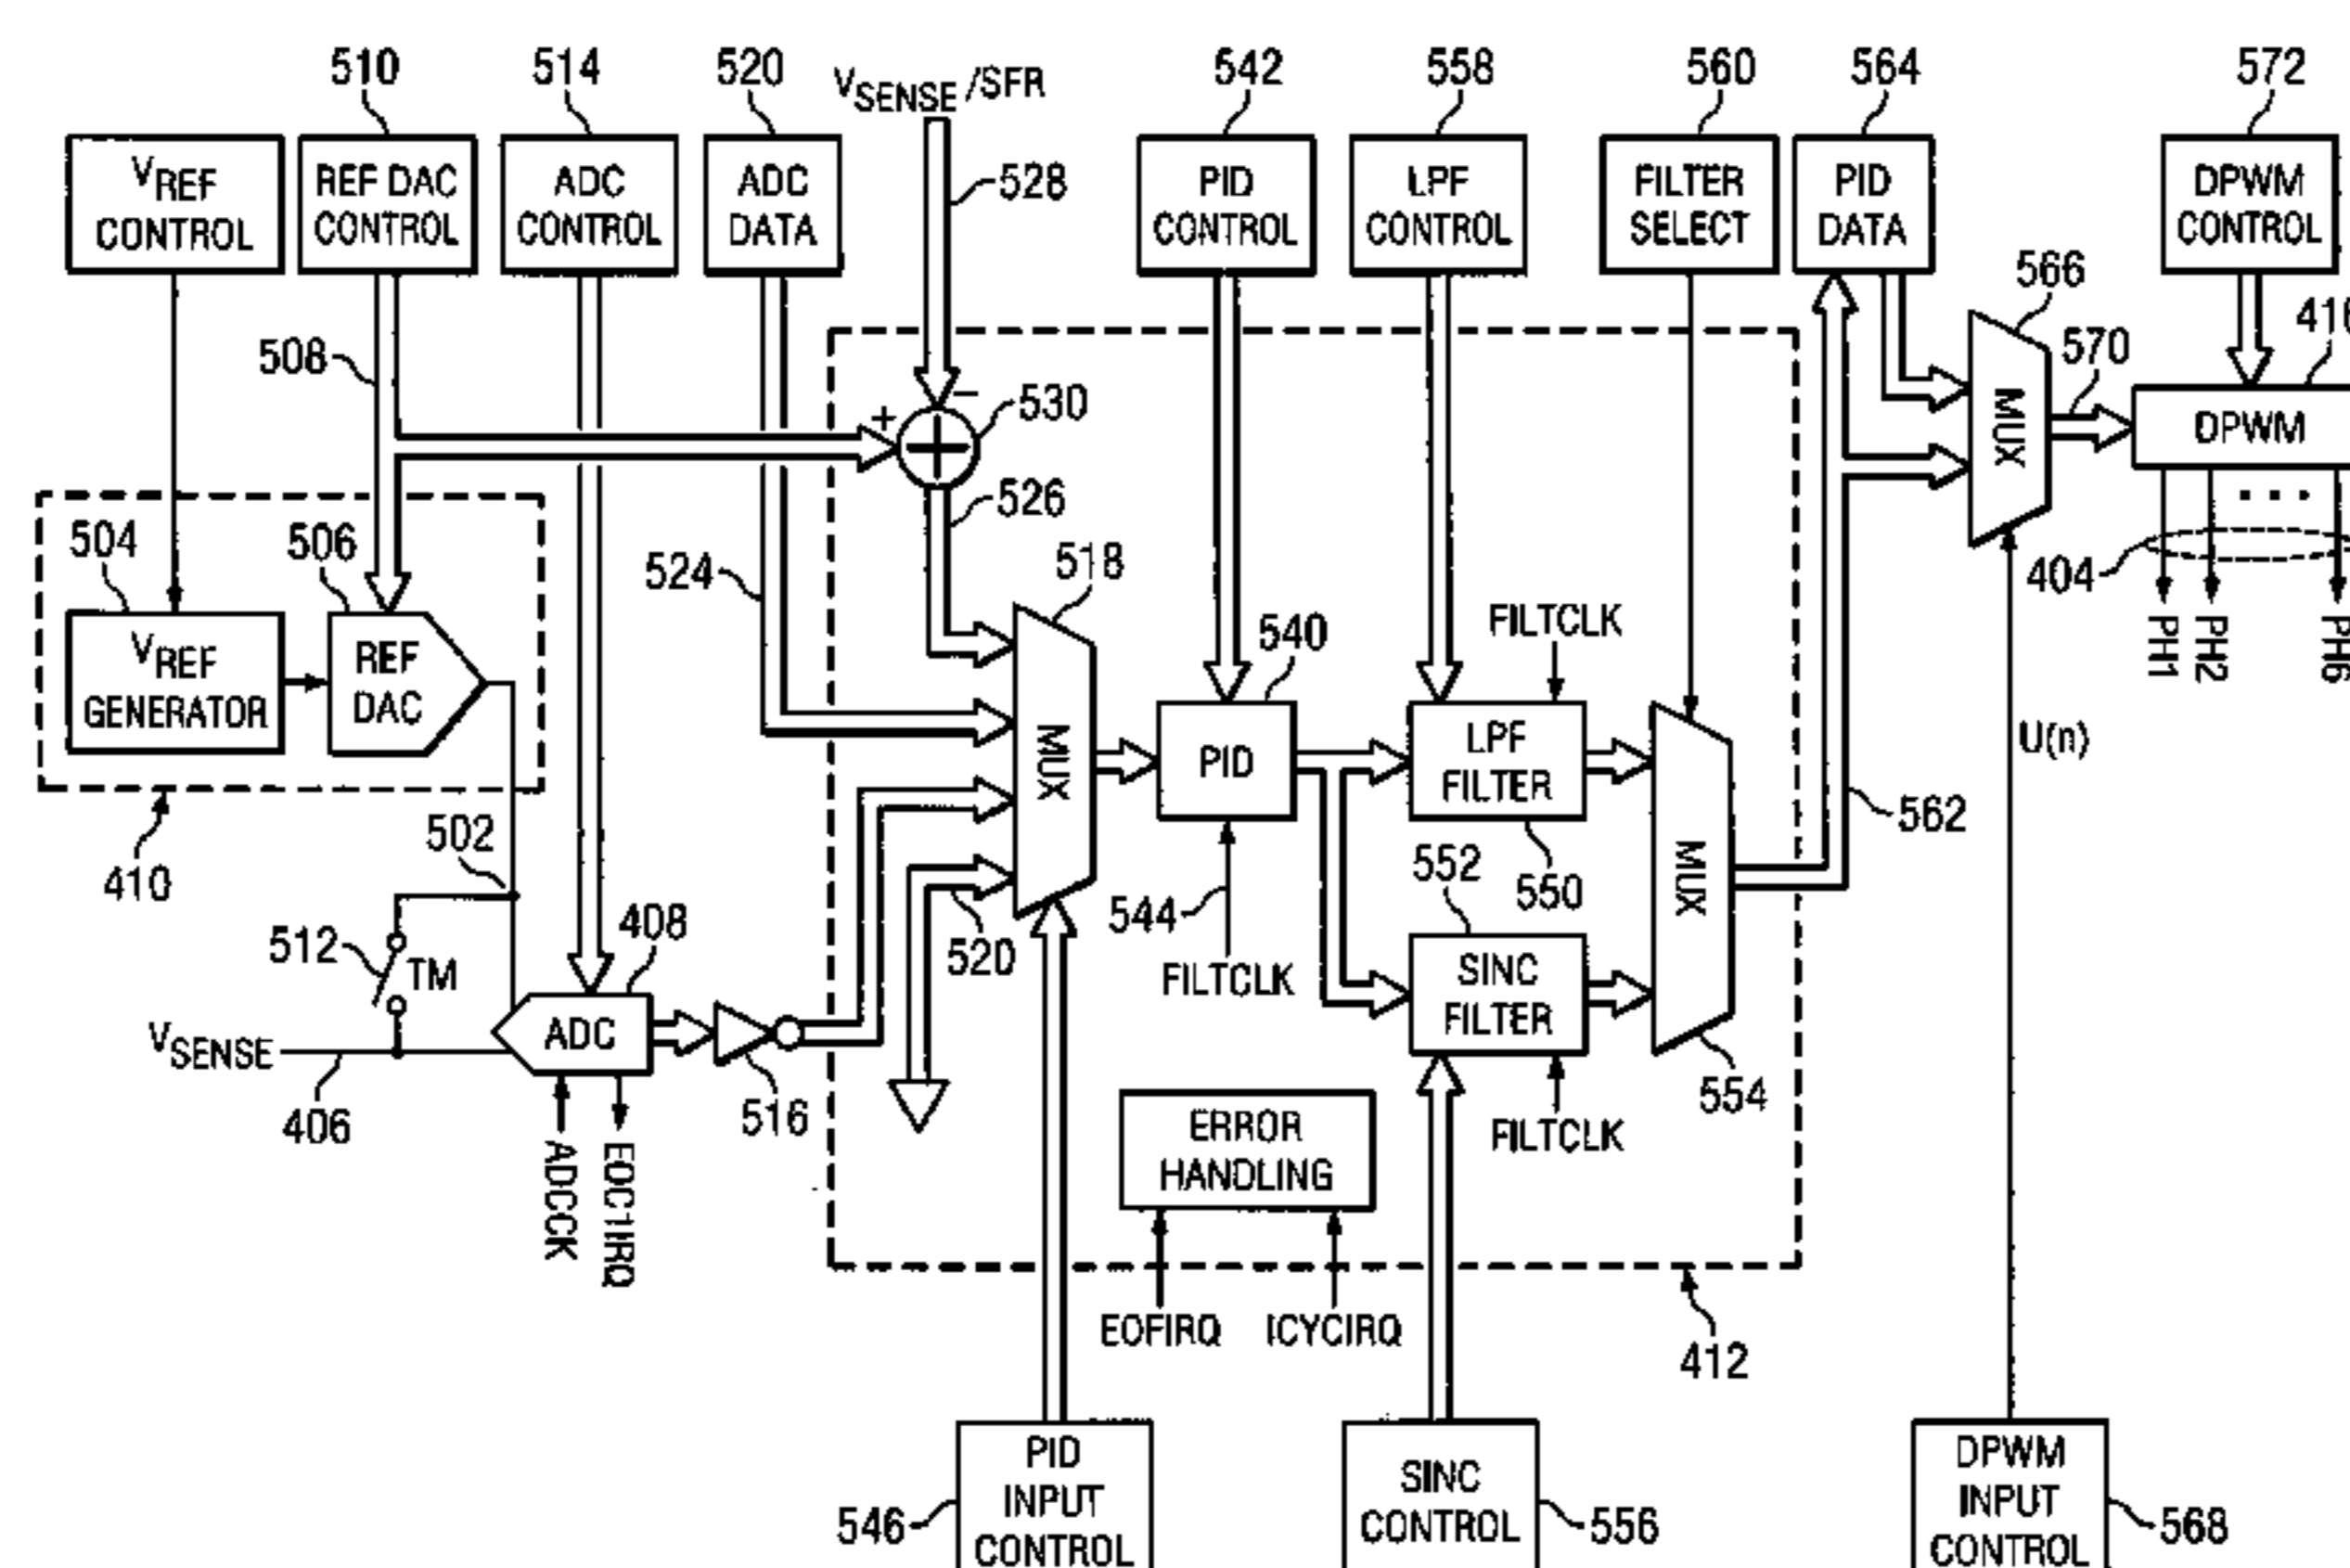 510
514
520
VSENSE/SFR
542
558
560
564
572
VREF
CONTROL
REF DAC
CONTROL
ADC
CONTROL
ADC
DATA
528
PID
CONTROL
LPF
CONTROL
FILTER
SELECT
PID
DATA
DPWM
CONTROL
566
508
+
−
530
MUX
570
DPWM
504
506
526
518
524
404
PH1
PH2
PH6
VREF
GENERATOR
REF
DAC
FILTCLK
540
MUX
PID
LPF
FILTER
U(n)
562
502
410
512
TM
408
520
544
FILTCLK
552
550
MUX
SINC
FILTER
554
VSENSE
ADC
406
516
ADCCK
EOC1IRQ
ERROR
HANDLING
FILTCLK
EOFIRQ
ICYCIRQ
412
PID
INPUT
CONTROL
546
SINC
CONTROL
556
DPWM
INPUT
CONTROL
568